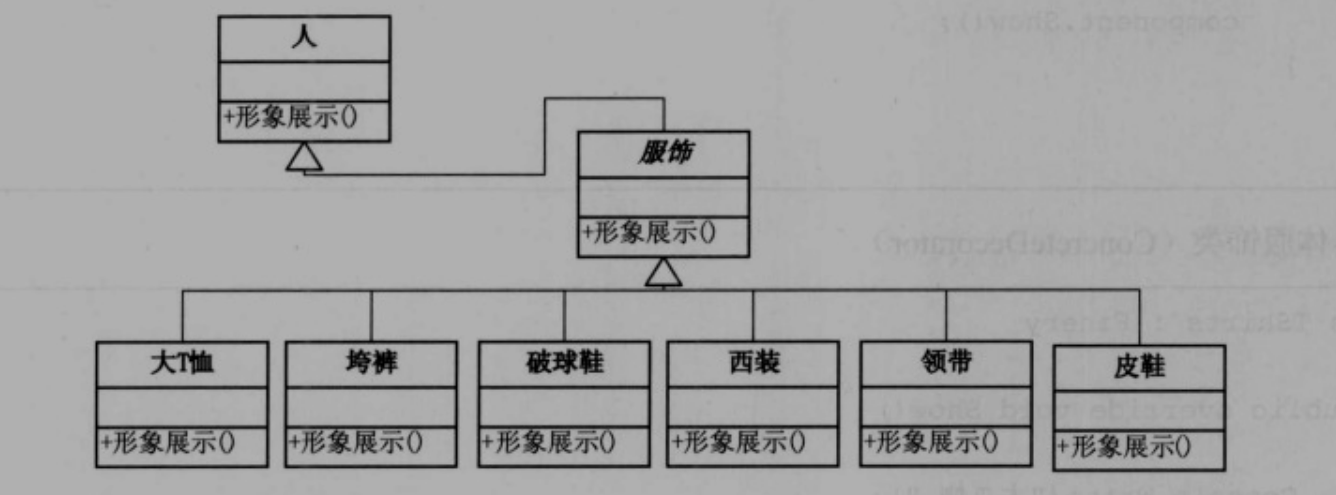 component.Show();
人
+形象展示()
服饰
+形象展示()
体服饰类（ConcreteDecorator）
TShirts : Finery
大T恤
垮裤
破球鞋
西装
领带
皮鞋
public override void Show()
+形象展示()
+形象展示()
+形象展示()
+形象展示()
+形象展示()
+形象展示()